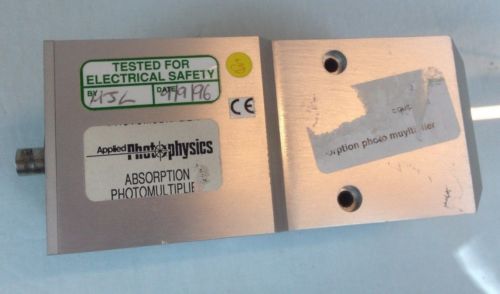 TESTED FOR
ELECTRICAL SAFETY
BY HJL DATE 9/9/96
CE
Applied Photophysics
ABSORPTION
PHOTOMULTIPLIE
orption photo muyltiplier